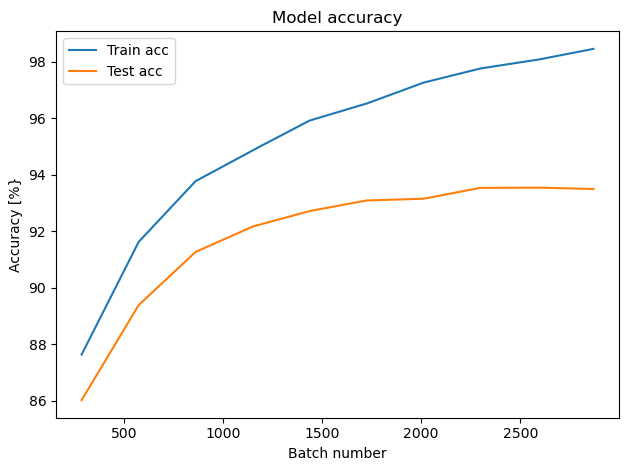 Model accuracy
Train acc
Test acc
Accuracy [%}
98
96
94
92
90
88
86
500 1000 1500 2000 2500
Batch number